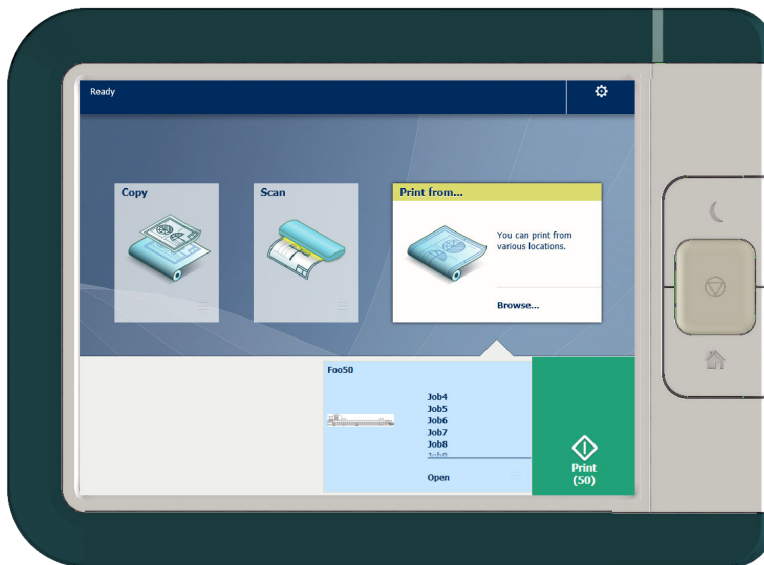 Ready
Copy
Scan
Print from...
You can print from
various locations.
Browse...
Foo50
Job4
Job5
Job6
Job7
Job8
Open
Print
(50)